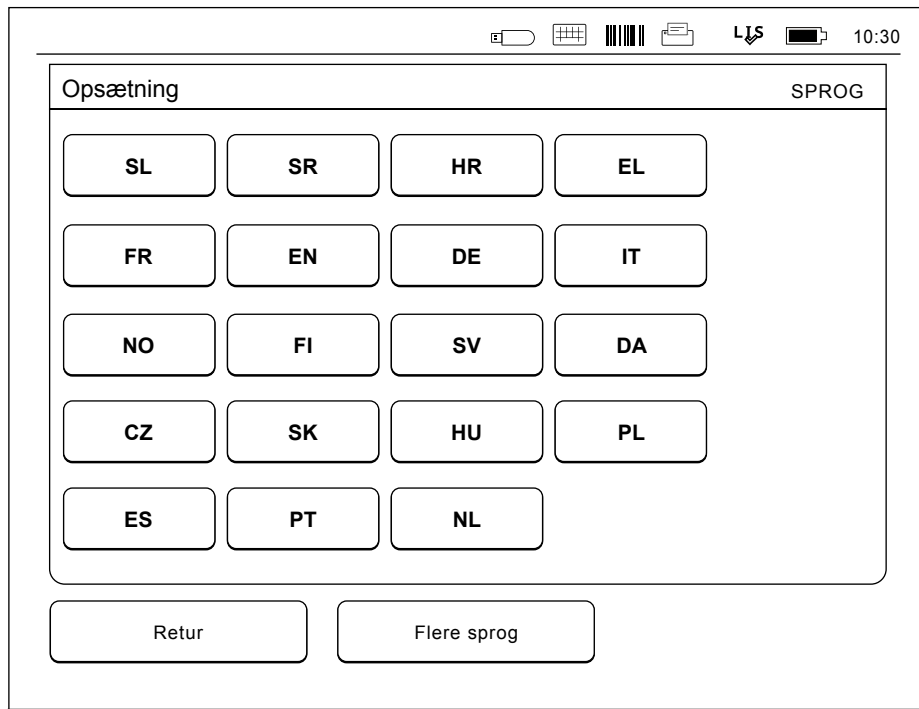 LIS 10:30
Opsætning SPROG
SL SR HR EL
FR EN DE IT
NO FI SV DA
CZ SK HU PL
ES PT NL
Retur Flere sprog